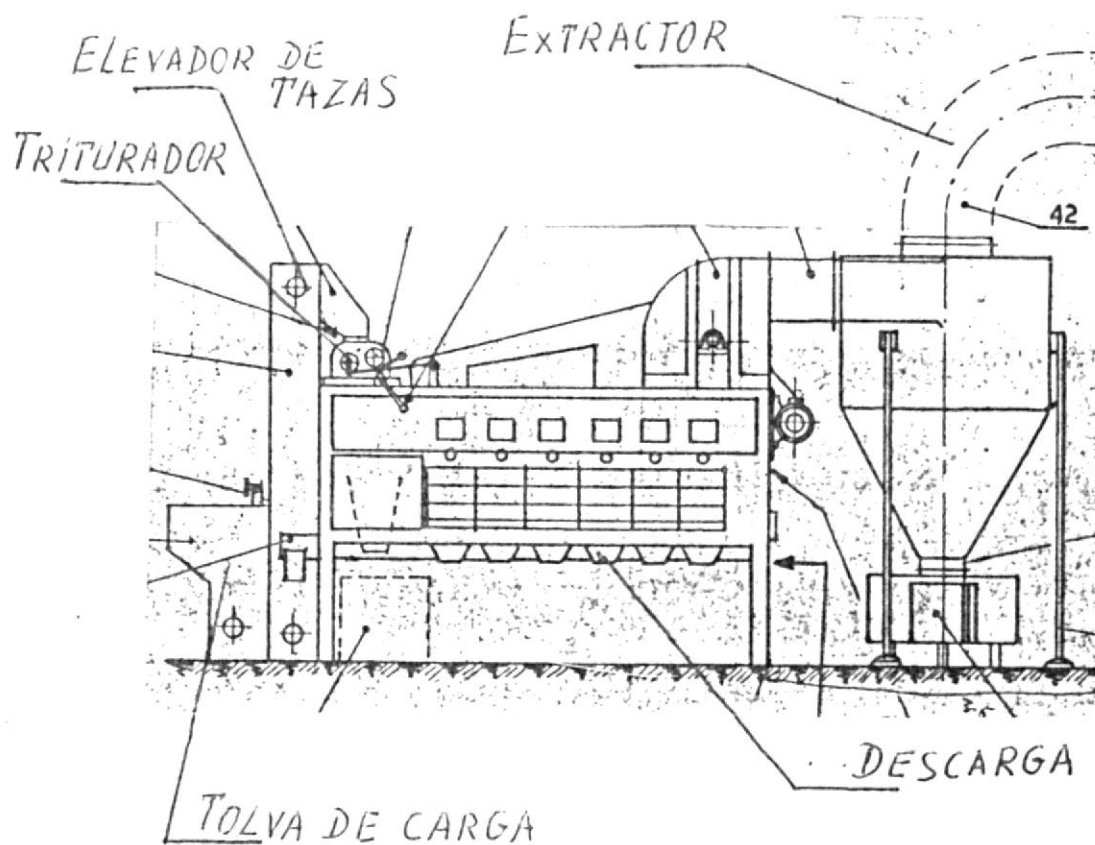 EXTRACTOR
ELEVADOR DE
TAZAS
TRITURADOR
42
DESCARGA
TOLVA DE CARGA